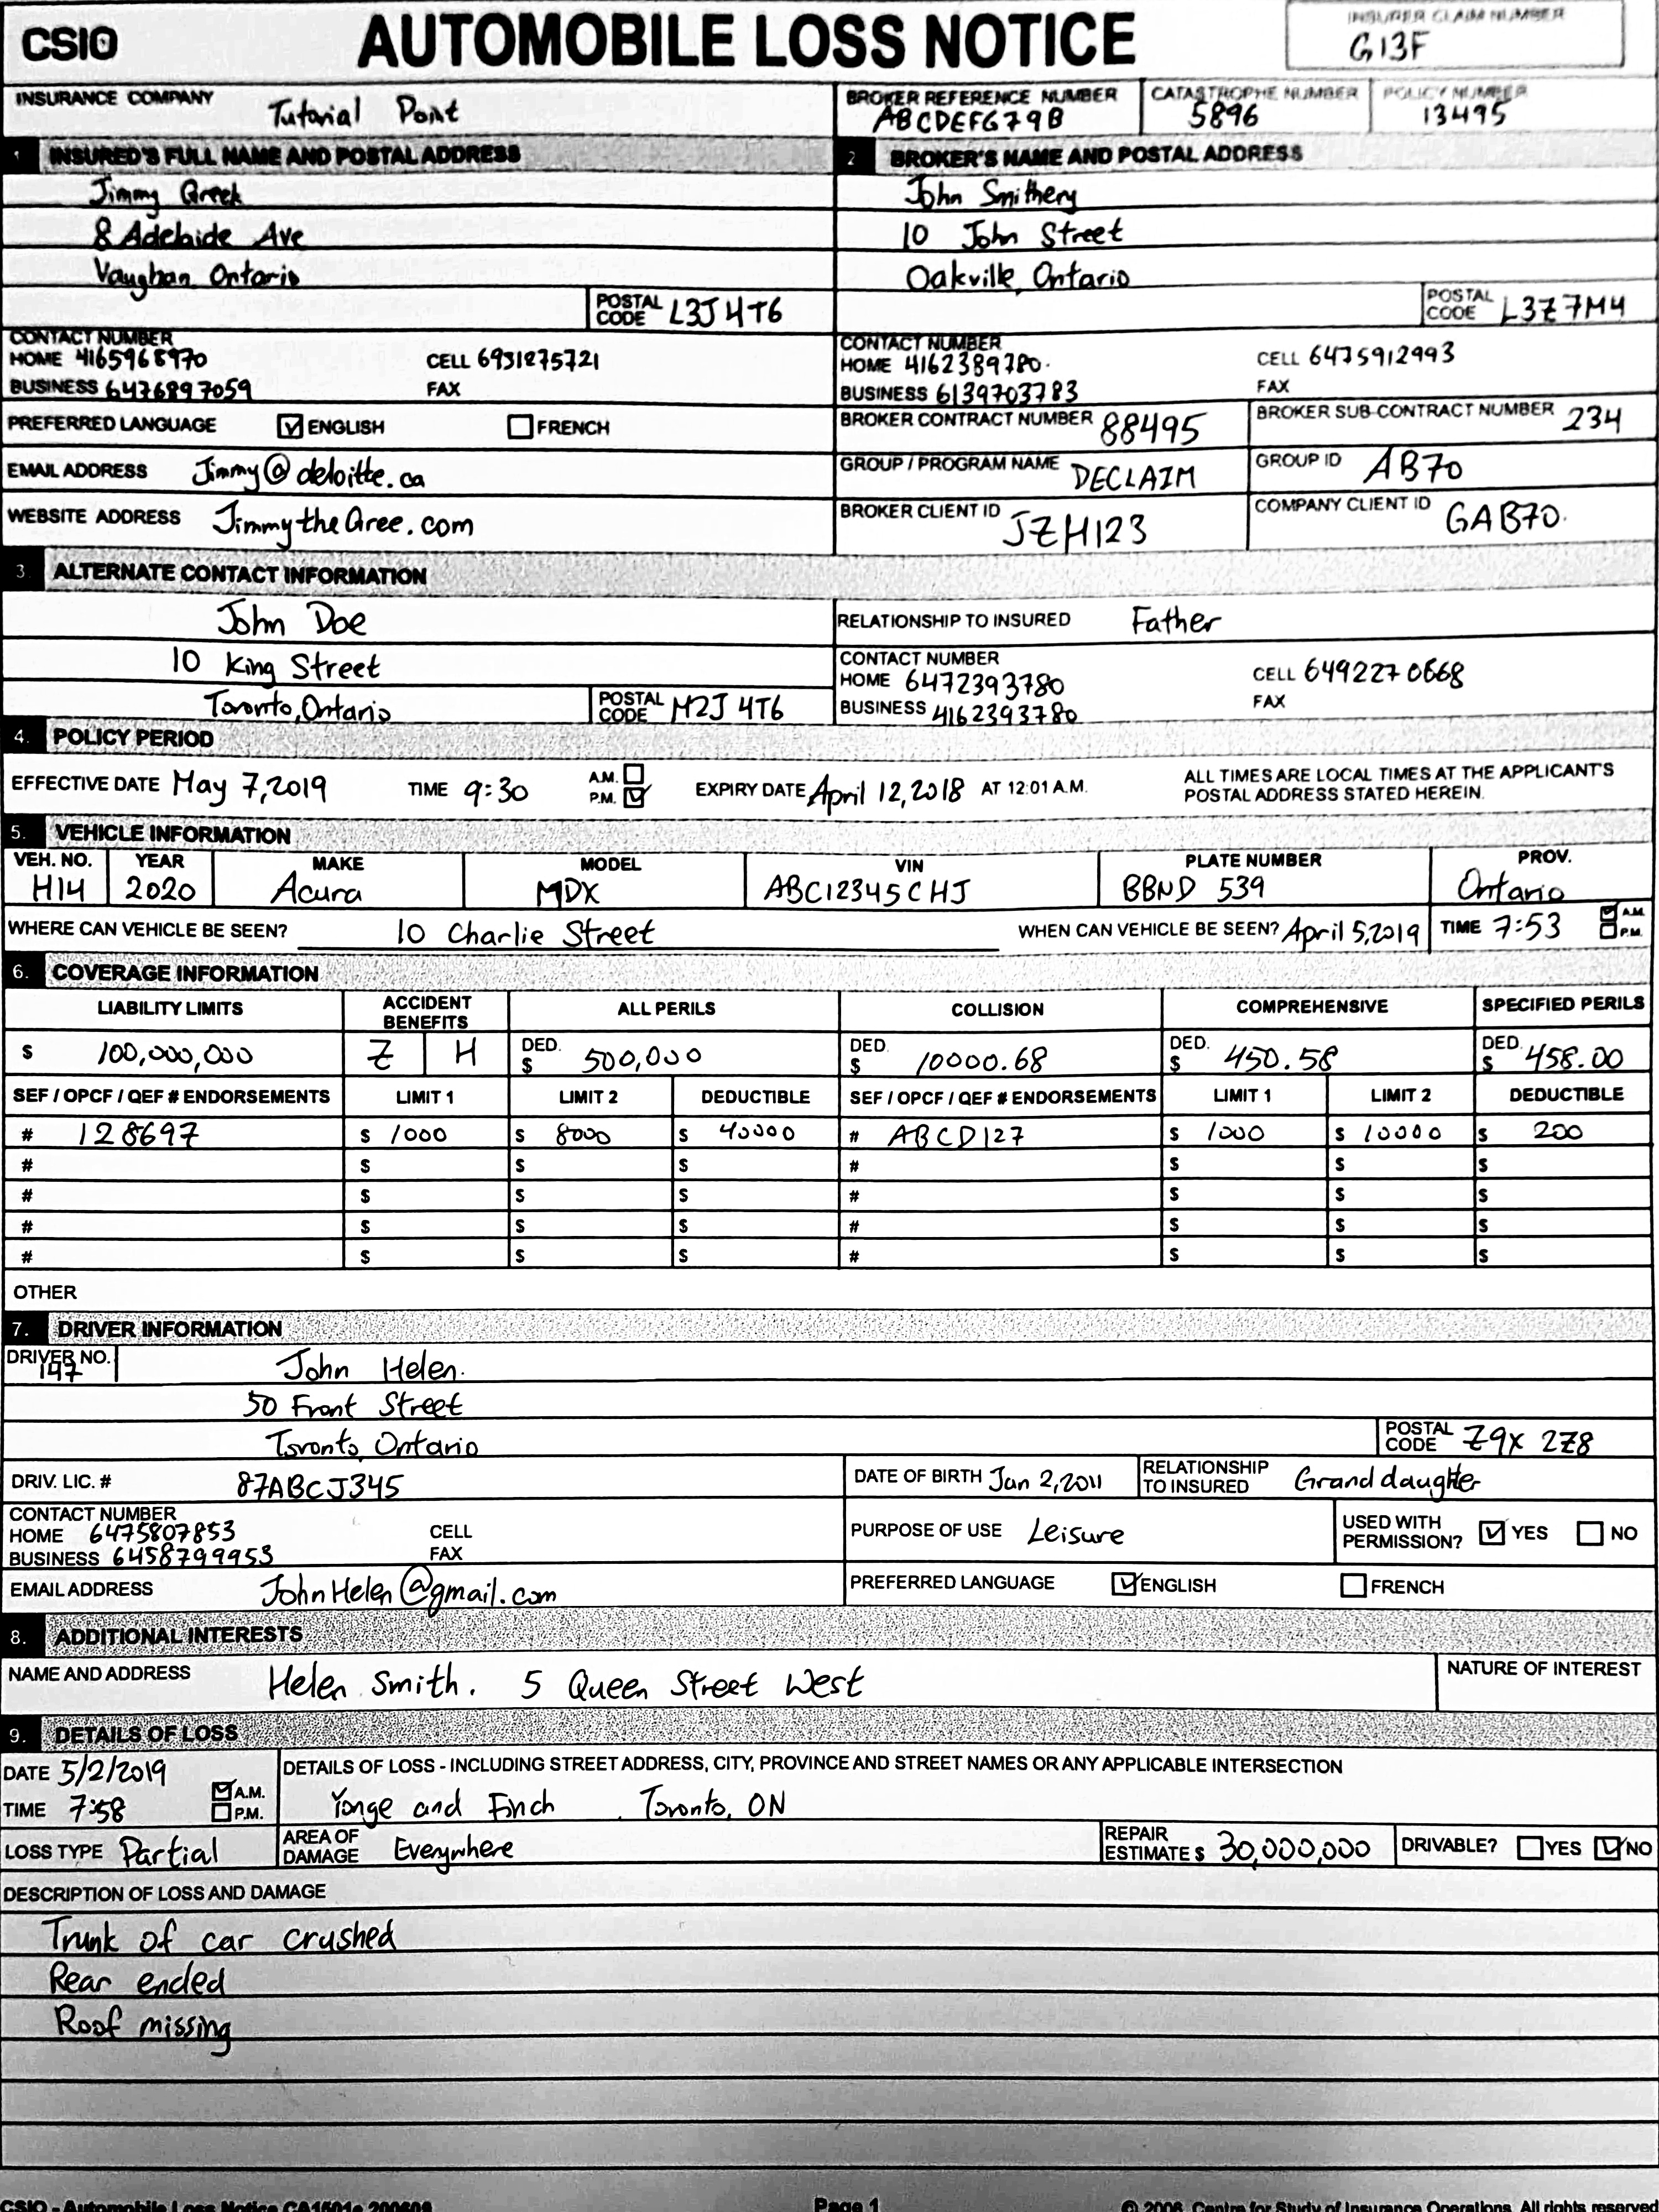 CSIO
AUTOMOBILE LOSS NOTICE
INSURER CLAIM NUMBER
G13F
INSURANCE COMPANY Tutorial Point
BROKER REFERENCE NUMBER
ABCDEFG79B
CATASTROPHE NUMBER
5896
POLICY NUMBER
13495
1 INSURED'S FULL NAME AND POSTAL ADDRESS
Jimmy Greek
8 Adelaide Ave
Vaughan, Ontario
POSTAL CODE L3J 4T6
CONTACT NUMBER
HOME 4165968970 CELL 6931875721
BUSINESS 6476897059 FAX
PREFERRED LANGUAGE ENGLISH FRENCH
EMAIL ADDRESS Jimmy@deloitte.ca
WEBSITE ADDRESS JimmytheGree.com
2 BROKER'S NAME AND POSTAL ADDRESS
John Smithery
10 John Street
Oakville, Ontario
POSTAL CODE L3Z 7M4
CONTACT NUMBER
HOME 4162389780. CELL 6475912993
BUSINESS 6139703783 FAX
BROKER CONTRACT NUMBER 88495 BROKER SUB-CONTRACT NUMBER 234
GROUP / PROGRAM NAME DECLAIM GROUP ID AB70
BROKER CLIENT ID JZH123 COMPANY CLIENT ID GAB70.
3. ALTERNATE CONTACT INFORMATION
John Doe
10 King Street
Toronto, Ontario
POSTAL CODE M2J 4T6
RELATIONSHIP TO INSURED Father
CONTACT NUMBER
HOME 6472393780 CELL 6492270668
BUSINESS 4162393780 FAX
4. POLICY PERIOD
EFFECTIVE DATE May 7, 2019 TIME 9:30 A.M. P.M. EXPIRY DATE April 12, 2018 AT 12:01 A.M.
ALL TIMES ARE LOCAL TIMES AT THE APPLICANT'S
POSTAL ADDRESS STATED HEREIN.
5. VEHICLE INFORMATION
VEH. NO. YEAR MAKE MODEL VIN PLATE NUMBER PROV.
H14 2020 Acura MDX ABC12345CHJ BBND 539 Ontario
WHERE CAN VEHICLE BE SEEN? 10 Charlie Street WHEN CAN VEHICLE BE SEEN? April 5, 2019 TIME 7:53 A.M. P.M.
6. COVERAGE INFORMATION
LIABILITY LIMITS ACCIDENT BENEFITS ALL PERILS COLLISION COMPREHENSIVE SPECIFIED PERILS
$ 100,000,000 Z H DED. $ 500,000 DED. $ 10000.68 DED. $ 450.58 DED. $ 458.00
SEF / OPCF / QEF # ENDORSEMENTS LIMIT 1 LIMIT 2 DEDUCTIBLE SEF / OPCF / QEF # ENDORSEMENTS LIMIT 1 LIMIT 2 DEDUCTIBLE
# 128697 $ 1000 $ 8000 $ 40000 # ABCD127 $ 1000 $ 10000 $ 200
# $ $ $ # $ $ $
# $ $ $ # $ $ $
# $ $ $ # $ $ $
# $ $ $ # $ $ $
OTHER
7. DRIVER INFORMATION
DRIVER NO. 147
John Helen.
50 Front Street
Toronto, Ontario
POSTAL CODE Z9X 2Z8
DRIV. LIC. # 87ABCJ345 DATE OF BIRTH Jan 2, 2011 RELATIONSHIP TO INSURED Granddaughter
CONTACT NUMBER
HOME 6475807853 CELL
BUSINESS 6458799953 FAX
PURPOSE OF USE Leisure USED WITH PERMISSION? YES NO
EMAIL ADDRESS JohnHelen@gmail.com PREFERRED LANGUAGE ENGLISH FRENCH
8. ADDITIONAL INTERESTS
NAME AND ADDRESS Helen Smith. 5 Queen Street West NATURE OF INTEREST
9. DETAILS OF LOSS
DATE 5/2/2019
TIME 7:58 A.M. P.M.
DETAILS OF LOSS - INCLUDING STREET ADDRESS, CITY, PROVINCE AND STREET NAMES OR ANY APPLICABLE INTERSECTION
Yonge and Finch Toronto, ON
LOSS TYPE Partial AREA OF DAMAGE Everywhere REPAIR ESTIMATE $ 30,000,000 DRIVABLE? YES NO
DESCRIPTION OF LOSS AND DAMAGE
Trunk of car crushed
Rear ended
Roof missing
CSIO - Automobile Loss Notice CA1501e 200609 Page 1 © 2006, Centre for Study of Insurance Operations. All rights reserved